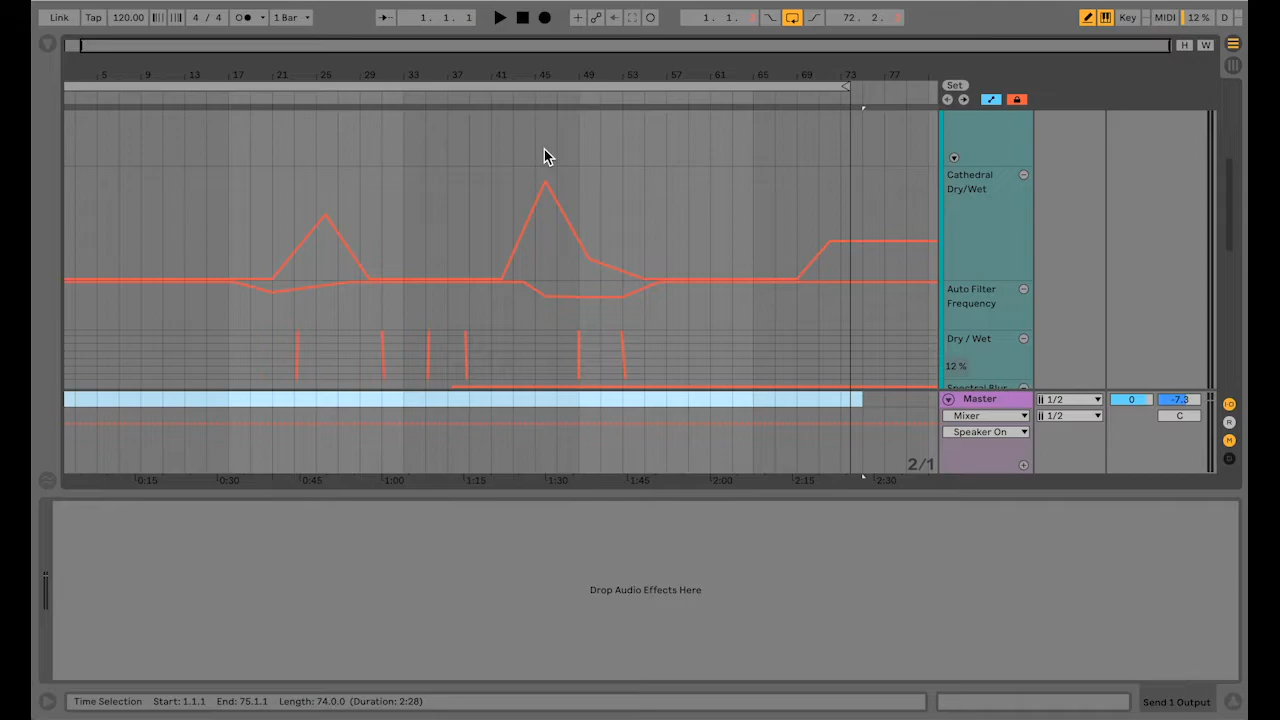 Link Tap 120.00 4 / 4 1 Bar 1. 1. 1 1. 1. 72. 2. Key MIDI 12 % D
H W
5 9 13 17 21 25 29 33 37 41 45 49 53 57 61 65 69 73 77
Set
Cathedral
Dry/Wet
Auto Filter
Frequency
Dry / Wet
12 %
Spectral Blur
Master 1/2 0 -7.3
Mixer 1/2 C
Speaker On
2/1
0:15 0:30 0:45 1:00 1:15 1:30 1:45 2:00 2:15 2:30
I·O
R
M
D
Drop Audio Effects Here
Time Selection Start: 1.1.1 End: 75.1.1 Length: 74.0.0 (Duration: 2:28)
Send 1 Output